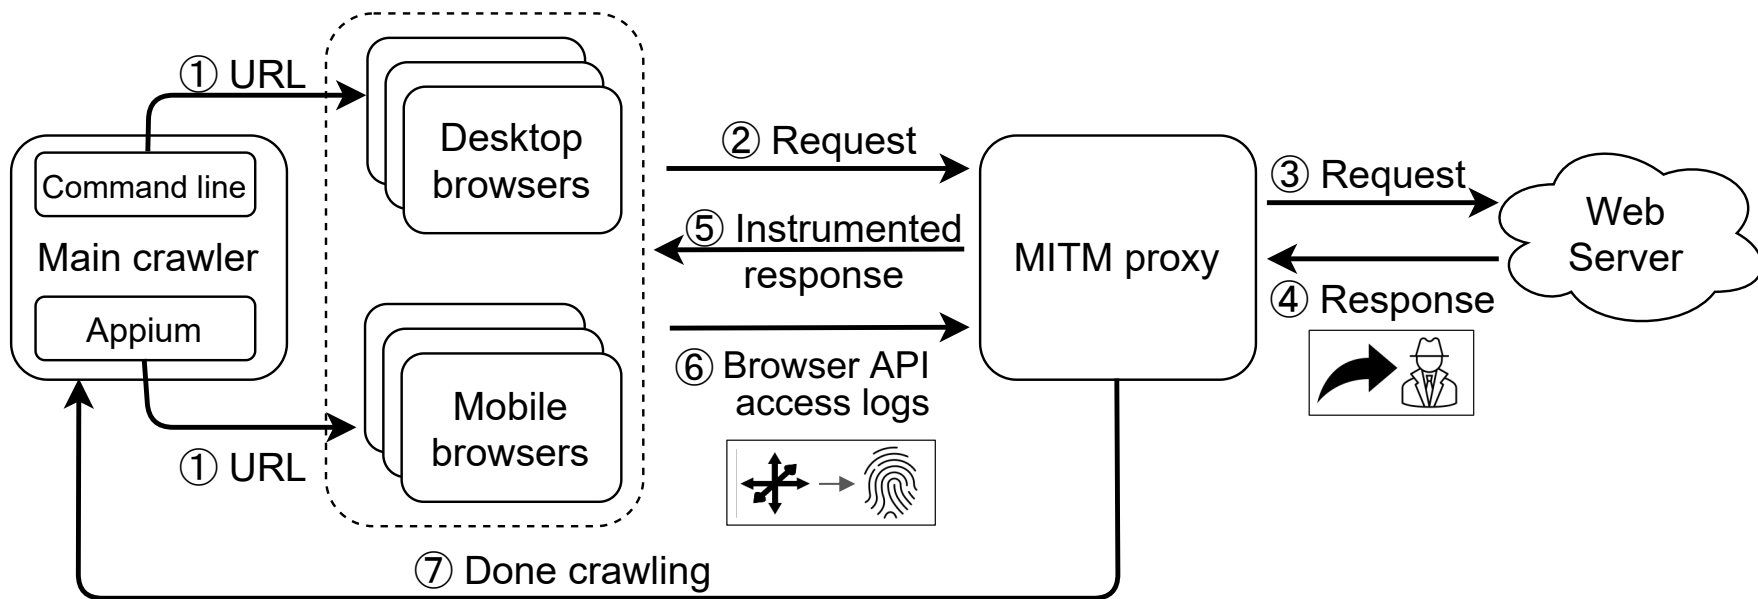 ① URL
Command line
Main crawler
Appium
① URL
Desktop
browsers
Mobile
browsers
② Request
⑤ Instrumented
response
⑥ Browser API
access logs
MITM proxy
③ Request
④ Response
Web
Server
⑦ Done crawling